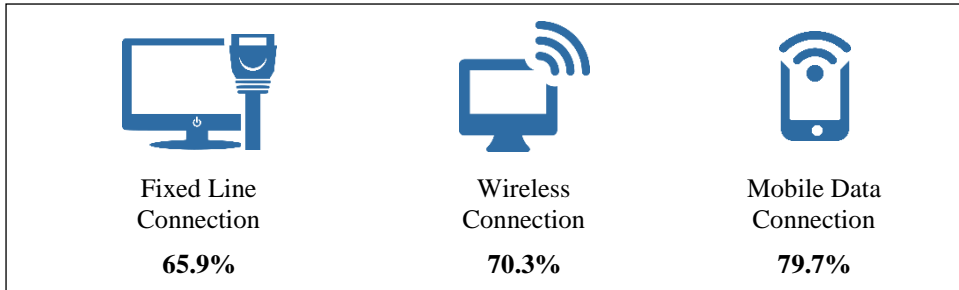 Fixed Line
Connection
65.9%
Wireless
Connection
70.3%
Mobile Data
Connection
79.7%